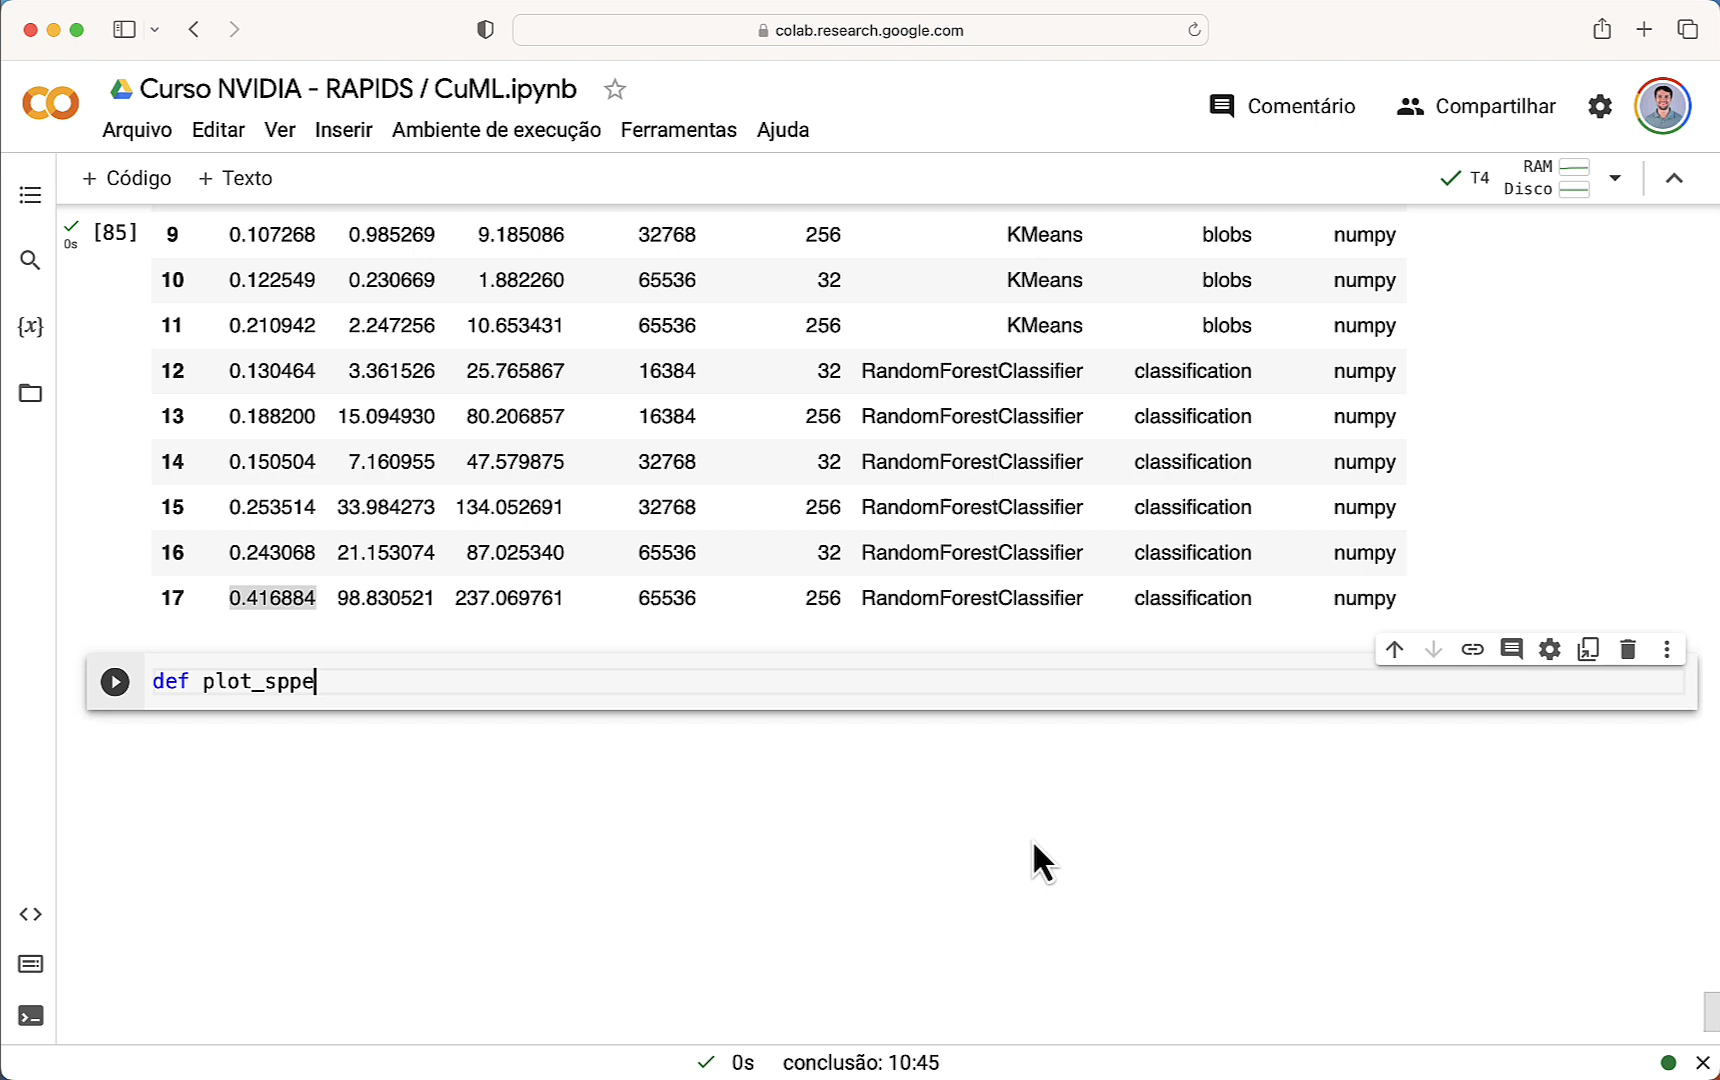 colab.research.google.com
Curso NVIDIA - RAPIDS / CuML.ipynb
Comentário
Compartilhar
Arquivo Editar Ver Inserir Ambiente de execução Ferramentas Ajuda
+ Código + Texto
T4
RAM
Disco
0s
[85]
9 0.107268 0.985269 9.185086 32768 256 KMeans blobs numpy
10 0.122549 0.230669 1.882260 65536 32 KMeans blobs numpy
11 0.210942 2.247256 10.653431 65536 256 KMeans blobs numpy
12 0.130464 3.361526 25.765867 16384 32 RandomForestClassifier classification numpy
13 0.188200 15.094930 80.206857 16384 256 RandomForestClassifier classification numpy
14 0.150504 7.160955 47.579875 32768 32 RandomForestClassifier classification numpy
15 0.253514 33.984273 134.052691 32768 256 RandomForestClassifier classification numpy
16 0.243068 21.153074 87.025340 65536 32 RandomForestClassifier classification numpy
17 0.416884 98.830521 237.069761 65536 256 RandomForestClassifier classification numpy
def plot_sppe
{x}
0s conclusão: 10:45